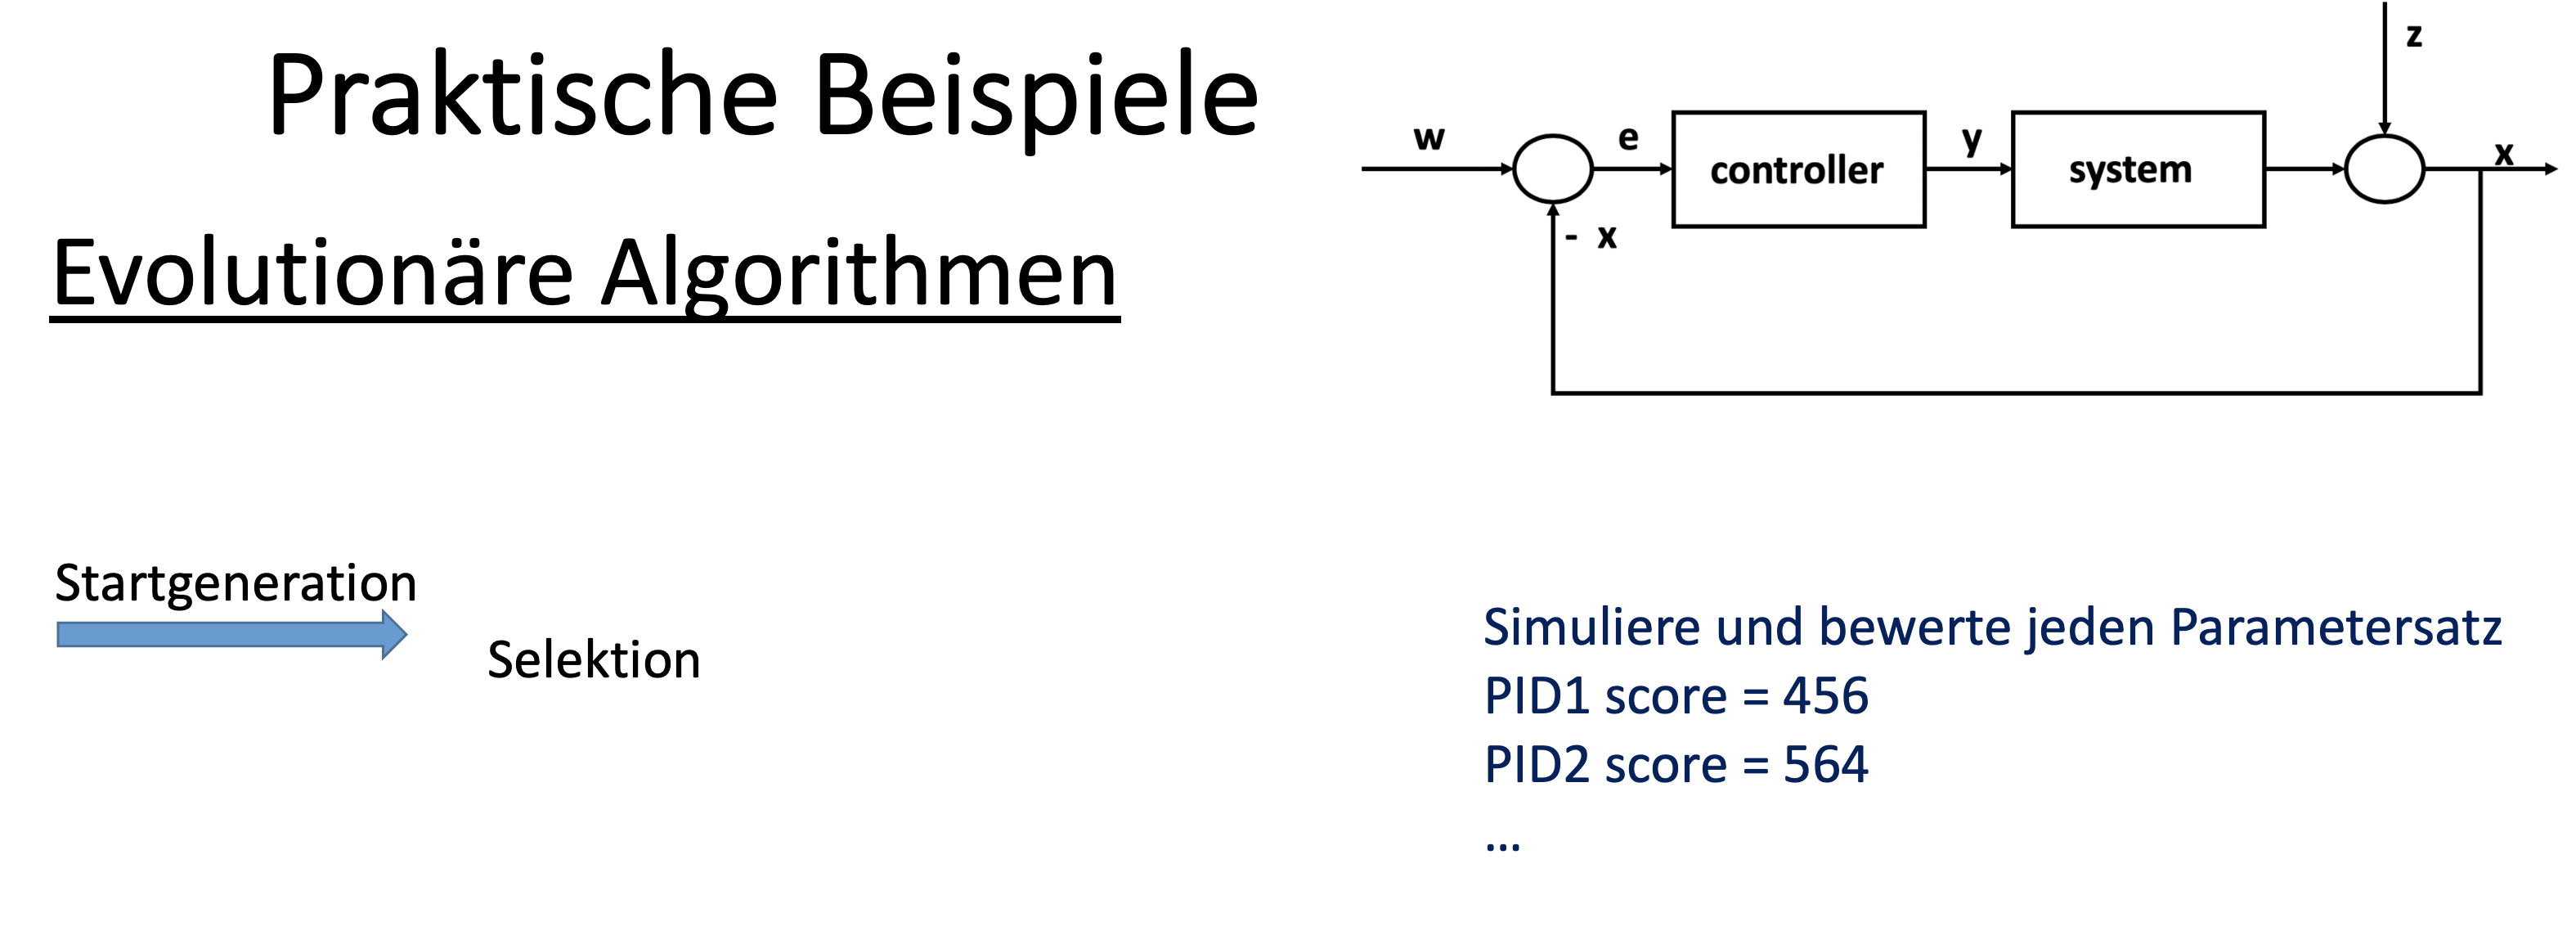 Praktische Beispiele
Evolutionäre Algorithmen
z
w
e
controller
y
system
x
- x
Startgeneration
Selektion
Simuliere und bewerte jeden Parametersatz
PID1 score = 456
PID2 score = 564
...